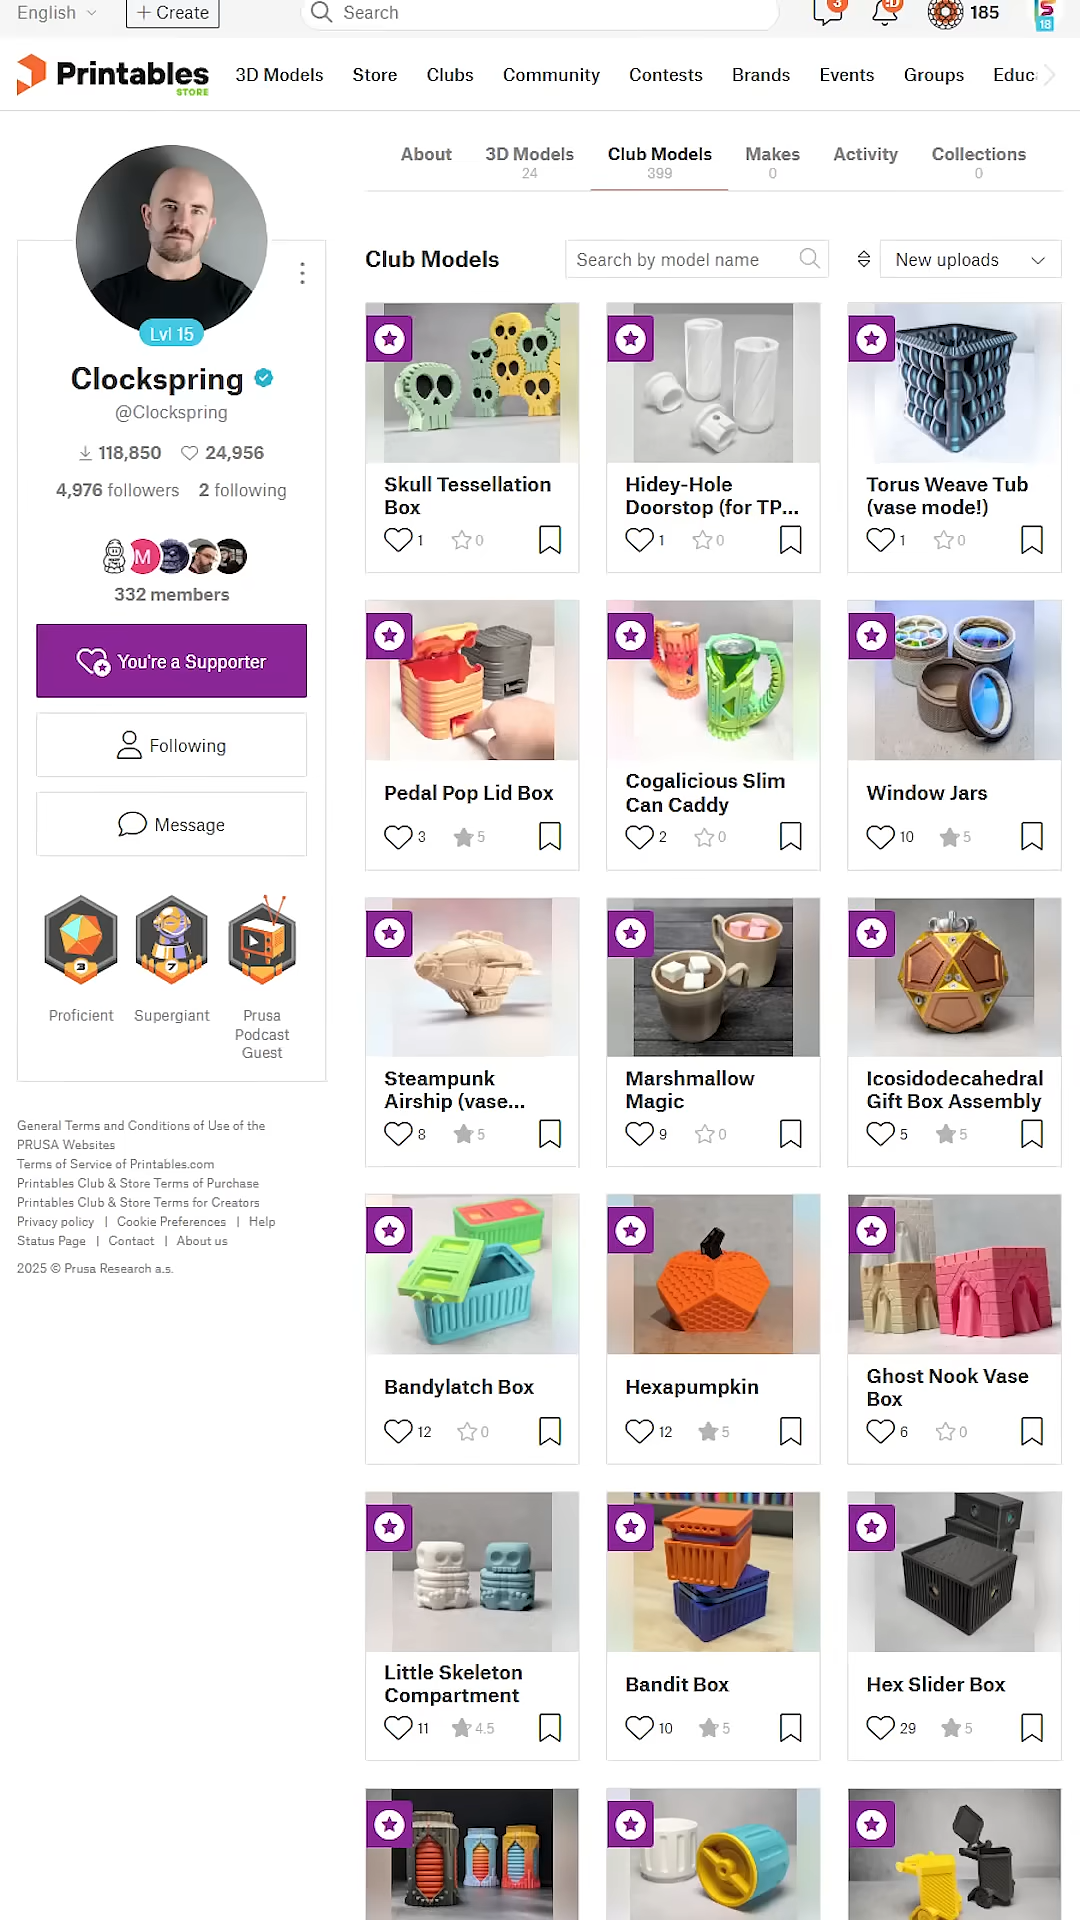 English
+ Create
Search
3
:D
185
S
18
Printables
STORE
3D Models
Store
Clubs
Community
Contests
Brands
Events
Groups
Educ
About
3D Models
24
Club Models
399
Makes
0
Activity
Collections
0
Lvl 15
Clockspring
@Clockspring
118,850
24,956
4,976 followers
2 following
M
332 members
You're a Supporter
Following
Message
3
7
Proficient
Supergiant
Prusa
Podcast
Guest
General Terms and Conditions of Use of the
PRUSA Websites
Terms of Service of Printables.com
Printables Club & Store Terms of Purchase
Printables Club & Store Terms for Creators
Privacy policy | Cookie Preferences | Help
Status Page | Contact | About us
2025 © Prusa Research a.s.
Club Models
Search by model name
New uploads
Skull Tessellation
Box
1
0
Hidey-Hole
Doorstop (for TP...
1
0
Torus Weave Tub
(vase mode!)
1
0
Pedal Pop Lid Box
3
5
Cogalicious Slim
Can Caddy
2
0
Window Jars
10
5
Steampunk
Airship (vase...
8
5
Marshmallow
Magic
9
0
Icosidodecahedral
Gift Box Assembly
5
5
Bandylatch Box
12
0
Hexapumpkin
12
5
Ghost Nook Vase
Box
6
0
Little Skeleton
Compartment
11
4.5
Bandit Box
10
5
Hex Slider Box
29
5